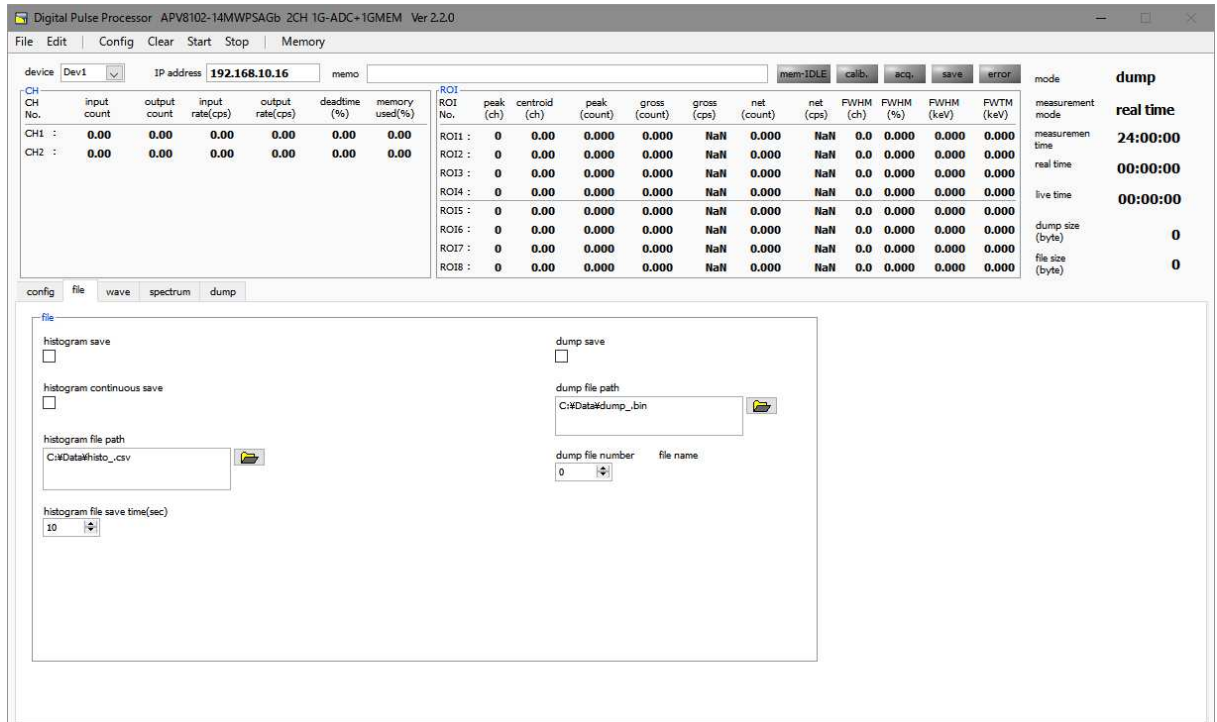 Digital Pulse Processor APV8102-14MWPSAGb 2CH 1G-ADC+1GMEM Ver 2.2.0
File Edit | Config Clear Start Stop | Memory
device Dev1 IP address 192.168.10.16 memo mem-IDLE calib. acq. save error mode dump
CH
CH No. input count output count input rate(cps) output rate(cps) deadtime (%) memory used(%)
CH1 : 0.00 0.00 0.00 0.00 0.00 0.00
CH2 : 0.00 0.00 0.00 0.00 0.00 0.00
ROI
ROI No. peak (ch) centroid (ch) peak (count) gross (count) gross (cps) net (count) net (cps) FWHM (ch) FWHM (%) FWHM (keV) FWTM (keV)
ROI1 : 0 0.00 0.000 0.000 NaN 0.000 NaN 0.0 0.000 0.000 0.000
ROI2 : 0 0.00 0.000 0.000 NaN 0.000 NaN 0.0 0.000 0.000 0.000
ROI3 : 0 0.00 0.000 0.000 NaN 0.000 NaN 0.0 0.000 0.000 0.000
ROI4 : 0 0.00 0.000 0.000 NaN 0.000 NaN 0.0 0.000 0.000 0.000
ROI5 : 0 0.00 0.000 0.000 NaN 0.000 NaN 0.0 0.000 0.000 0.000
ROI6 : 0 0.00 0.000 0.000 NaN 0.000 NaN 0.0 0.000 0.000 0.000
ROI7 : 0 0.00 0.000 0.000 NaN 0.000 NaN 0.0 0.000 0.000 0.000
ROI8 : 0 0.00 0.000 0.000 NaN 0.000 NaN 0.0 0.000 0.000 0.000
measurement mode real time
measuremen time 24:00:00
real time 00:00:00
live time 00:00:00
dump size (byte) 0
file size (byte) 0
config file wave spectrum dump
file
histogram save
histogram continuous save
histogram file path
C:¥Data¥histo_.csv
histogram file save time(sec)
10
dump save
dump file path
C:¥Data¥dump_.bin
dump file number file name
0